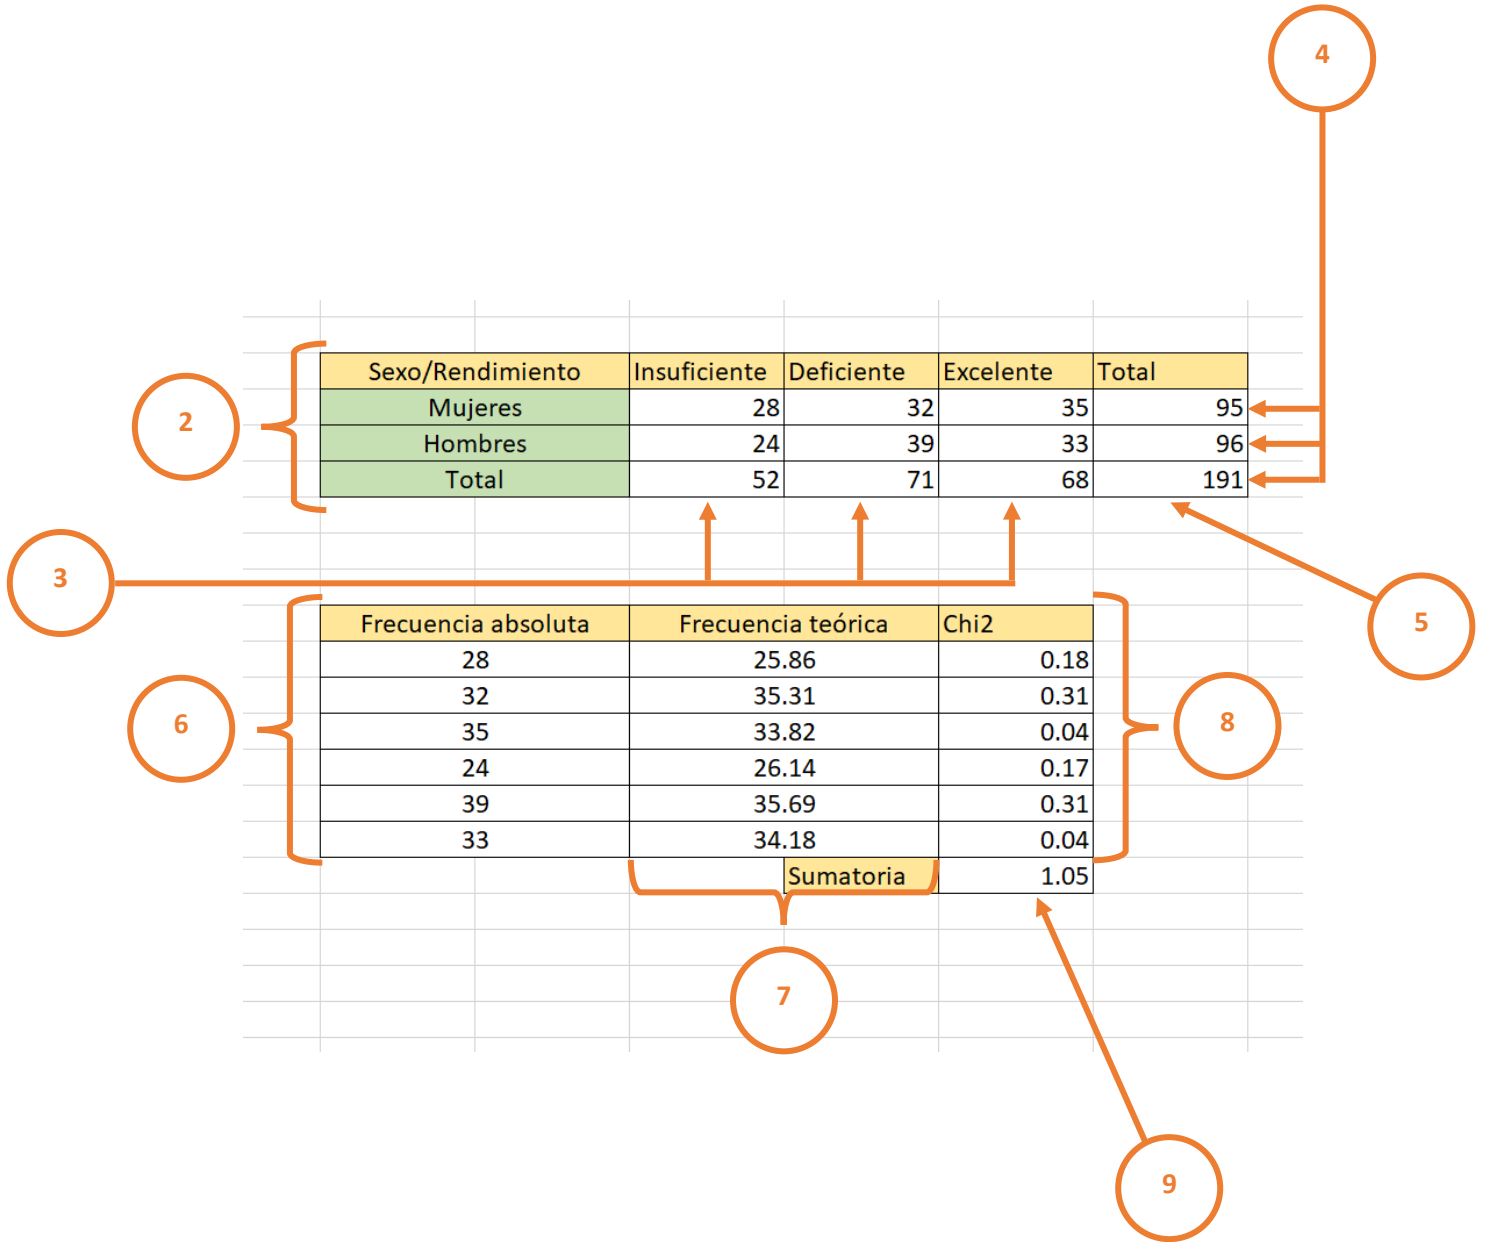 4
Sexo/Rendimiento Insuficiente Deficiente Excelente Total
Mujeres 28 32 35 95
2
Hombres 24 39 33 96
Total 52 71 68 191
3
5
Frecuencia absoluta Frecuencia teórica Chi2
28 25.86 0.18
32 35.31 0.31
6
35 33.82 0.04
8
24 26.14 0.17
39 35.69 0.31
33 34.18 0.04
Sumatoria 1.05
7
9